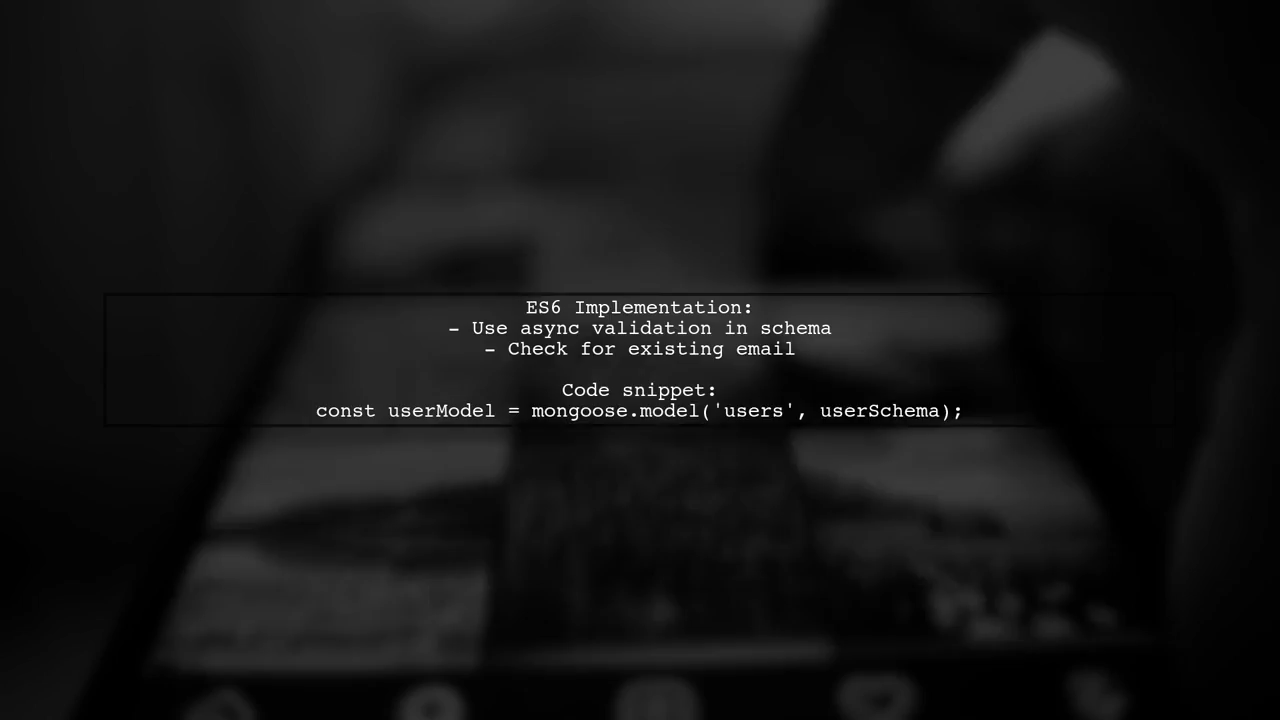 ES6 Implementation:
– Use async validation in schema
– Check for existing email
Code snippet:
const userModel = mongoose.model('users', userSchema);